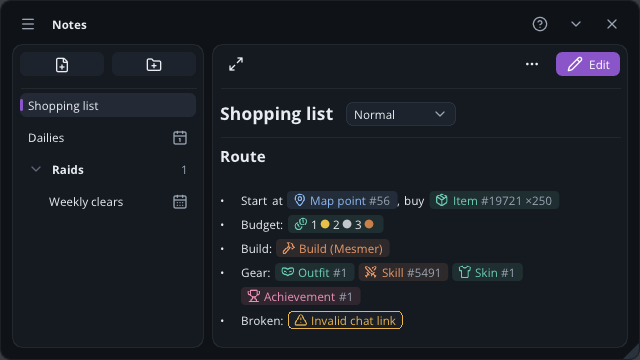 Notes
Edit
Shopping list
Dailies
Raids 1
Weekly clears
Shopping list Normal
Route
• Start at Map point #56 , buy Item #19721 ×250
• Budget: 1 2 3
• Build: Build (Mesmer)
• Gear: Outfit #1 Skill #5491 Skin #1
Achievement #1
• Broken: Invalid chat link